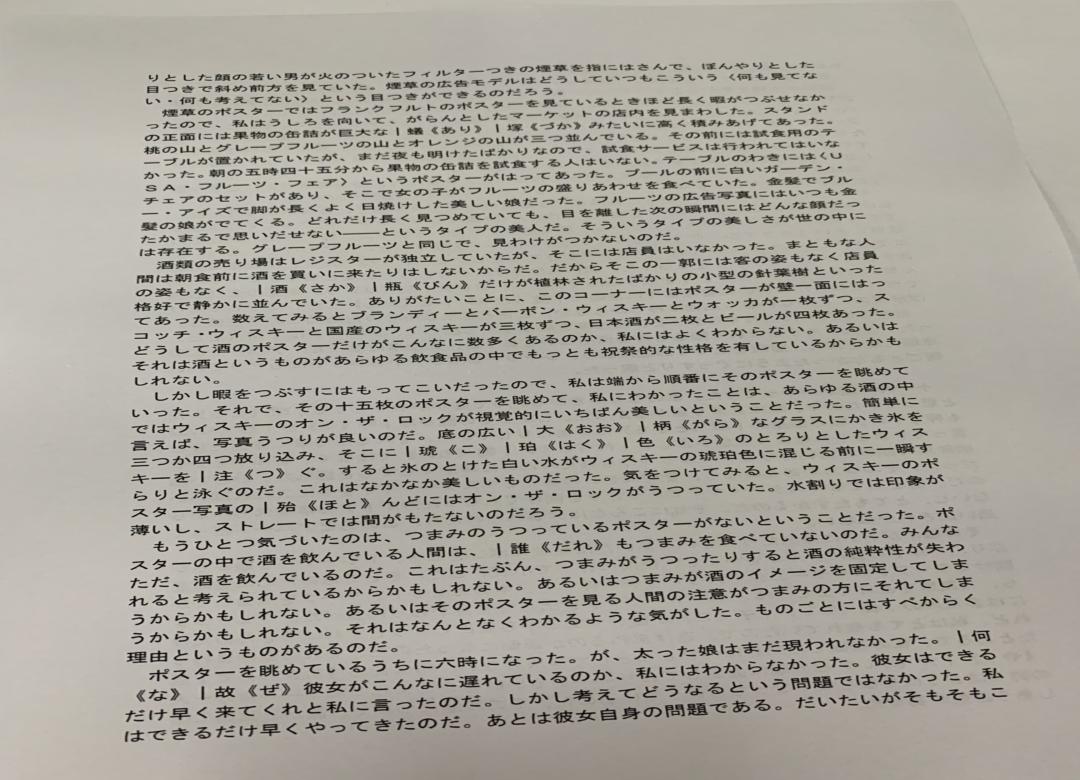 りとした顔の若い男が火のついたフィルターつきの煙草を指にはさんで、ぼんやりとした
目つきで斜め前方を見ていた。煙草の広告モデルはどうしていつもこういう〈何も見てな
い・何も考えてない〉という目つきができるのだろう。
煙草のポスターではフランクフルトのポスターを見ているときほど長く暇がつぶせなか
ったので、私はうしろを向いて、がらんとしたマーケットの店内を見まわした。スタンド
の正面には果物の缶詰が巨大な|蟻《あり》|塚《づか》みたいに高く積みあげてあった。
桃の山とグレープフルーツの山とオレンジの山が三つ並んでいる。その前には試食用のテ
ーブルが置かれていたが、まだ夜も明けたばかりなので、試食サービスは行われてはいな
かった。朝の五時四十五分から果物の缶詰を試食する人はいない。テーブルのわきには〈U
SA・フルーツ・フェア〉というポスターがはってあった。プールの前に白いガーデン・
チェアのセットがあり、そこで女の子がフルーツの盛りあわせを食べていた。金髪でブル
ー・アイズで脚が長くよく日焼けした美しい娘だった。フルーツの広告写真にはいつも金
髪の娘がでてくる。どれだけ長く見つめていても、目を離した次の瞬間にはどんな顔だっ
たかまるで思いだせない――というタイプの美人だ。そういうタイプの美しさが世の中に
は存在する。グレープフルーツと同じで、見わけがつかないのだ。
酒類の売り場はレジスターが独立していたが、そこには店員はいなかった。まともな人
間は朝食前に酒を買いに来たりはしないからだ。だからそこの一郭には客の姿もなく店員
の姿もなく、|酒《さか》|瓶《びん》だけが植林されたばかりの小型の針葉樹といった
格好で静かに並んでいた。ありがたいことに、このコーナーにはポスターが壁一面にはっ
てあった。数えてみるとブランディーとバーボン・ウィスキーとウォッカが一枚ずつ、ス
コッチ・ウィスキーと国産のウィスキーが三枚ずつ、日本酒が二枚とビールが四枚あった。
どうして酒のポスターだけがこんなに数多くあるのか、私にはよくわからない。あるいは
それは酒というものがあらゆる飲食品の中でもっとも祝祭的な性格を有しているからかも
しれない。
しかし暇をつぶすにはもってこいだったので、私は端から順番にそのポスターを眺めて
いった。それで、その十五枚のポスターを眺めて、私にわかったことは、あらゆる酒の中
ではウィスキーのオン・ザ・ロックが視覚的にいちばん美しいということだった。簡単に
言えば、写真うつりが良いのだ。底の広い|大《おお》|柄《がら》なグラスにかき氷を
三つか四つ放り込み、そこに|琥《こ》|珀《はく》|色《いろ》のとろりとしたウィス
キーを|注《つ》ぐ。すると氷のとけた白い水がウィスキーの琥珀色に混じる前に一瞬す
らりと泳ぐのだ。これはなかなか美しいものだった。気をつけてみると、ウィスキーのポ
スター写真の|殆《ほと》んどにはオン・ザ・ロックがうつっていた。水割りでは印象が
薄いし、ストレートでは間がもたないのだろう。
もうひとつ気づいたのは、つまみのうつっているポスターがないということだった。ポ
スターの中で酒を飲んでいる人間は、|誰《だれ》もつまみを食べていないのだ。みんな
ただ、酒を飲んでいるのだ。これはたぶん、つまみがうつったりすると酒の純粋性が失わ
れると考えられているからかもしれない。あるいはつまみが酒のイメージを固定してしま
うからかもしれない。あるいはそのポスターを見る人間の注意がつまみの方にそれてしま
うからかもしれない。それはなんとなくわかるような気がした。ものごとにはすべからく
理由というものがあるのだ。
ポスターを眺めているうちに六時になった。が、太った娘はまだ現われなかった。|何
《な》|故《ぜ》彼女がこんなに遅れているのか、私にはわからなかった。彼女はできる
だけ早く来てくれと私に言ったのだ。しかし考えてどうなるという問題ではなかった。私
はできるだけ早くやってきたのだ。あとは彼女自身の問題である。だいたいがそもそもこ